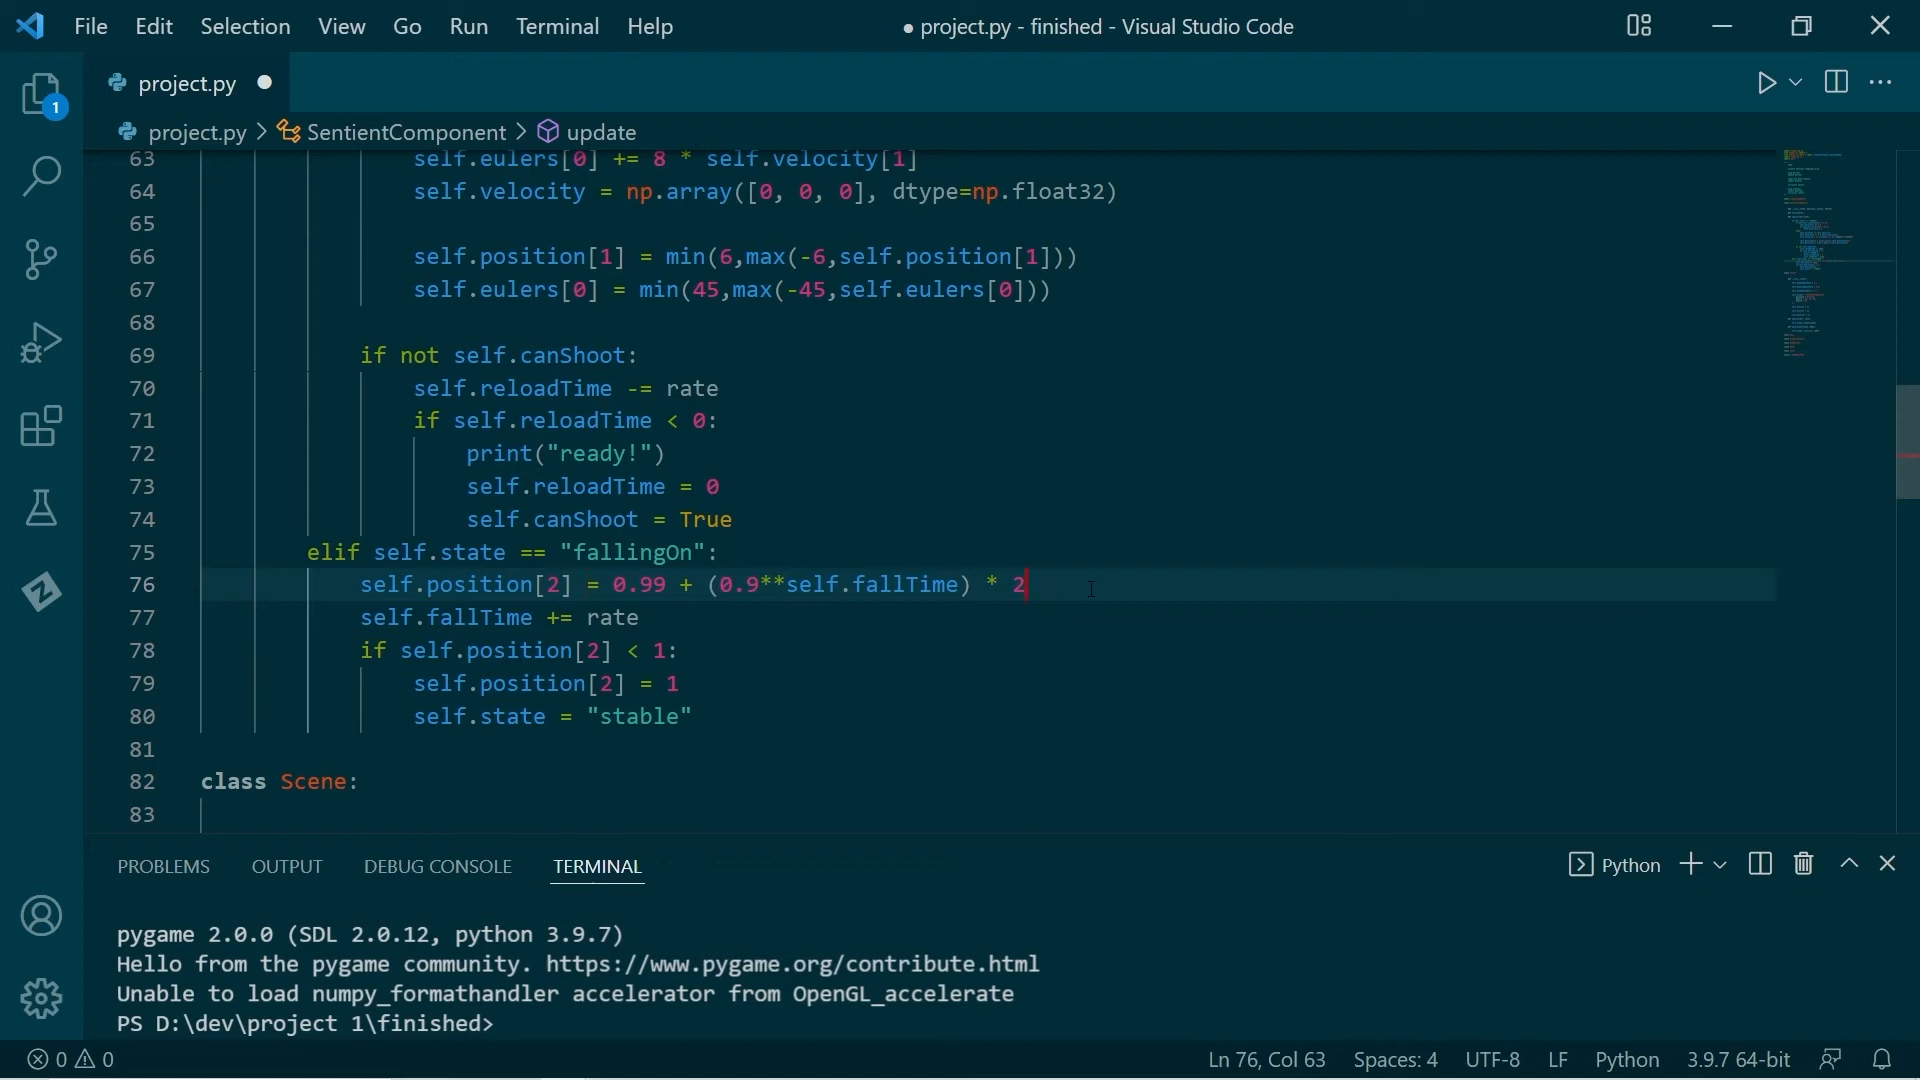 File Edit Selection View Go Run Terminal Help ● project.py - finished - Visual Studio Code
project.py
1
project.py > SentientComponent > update
63 self.eulers[0] += 8 * self.velocity[1]
64 self.velocity = np.array([0, 0, 0], dtype=np.float32)
65
66 self.position[1] = min(6,max(-6,self.position[1]))
67 self.eulers[0] = min(45,max(-45,self.eulers[0]))
68
69 if not self.canShoot:
70 self.reloadTime -= rate
71 if self.reloadTime < 0:
72 print("ready!")
73 self.reloadTime = 0
74 self.canShoot = True
75 elif self.state == "fallingOn":
76 self.position[2] = 0.99 + (0.9**self.fallTime) * 2
77 self.fallTime += rate
78 if self.position[2] < 1:
79 self.position[2] = 1
80 self.state = "stable"
81
82 class Scene:
83
PROBLEMS OUTPUT DEBUG CONSOLE TERMINAL Python
pygame 2.0.0 (SDL 2.0.12, python 3.9.7)
Hello from the pygame community. https://www.pygame.org/contribute.html
Unable to load numpy_formathandler accelerator from OpenGL_accelerate
PS D:\dev\project 1\finished>
0 0 Ln 76, Col 63 Spaces: 4 UTF-8 LF Python 3.9.7 64-bit